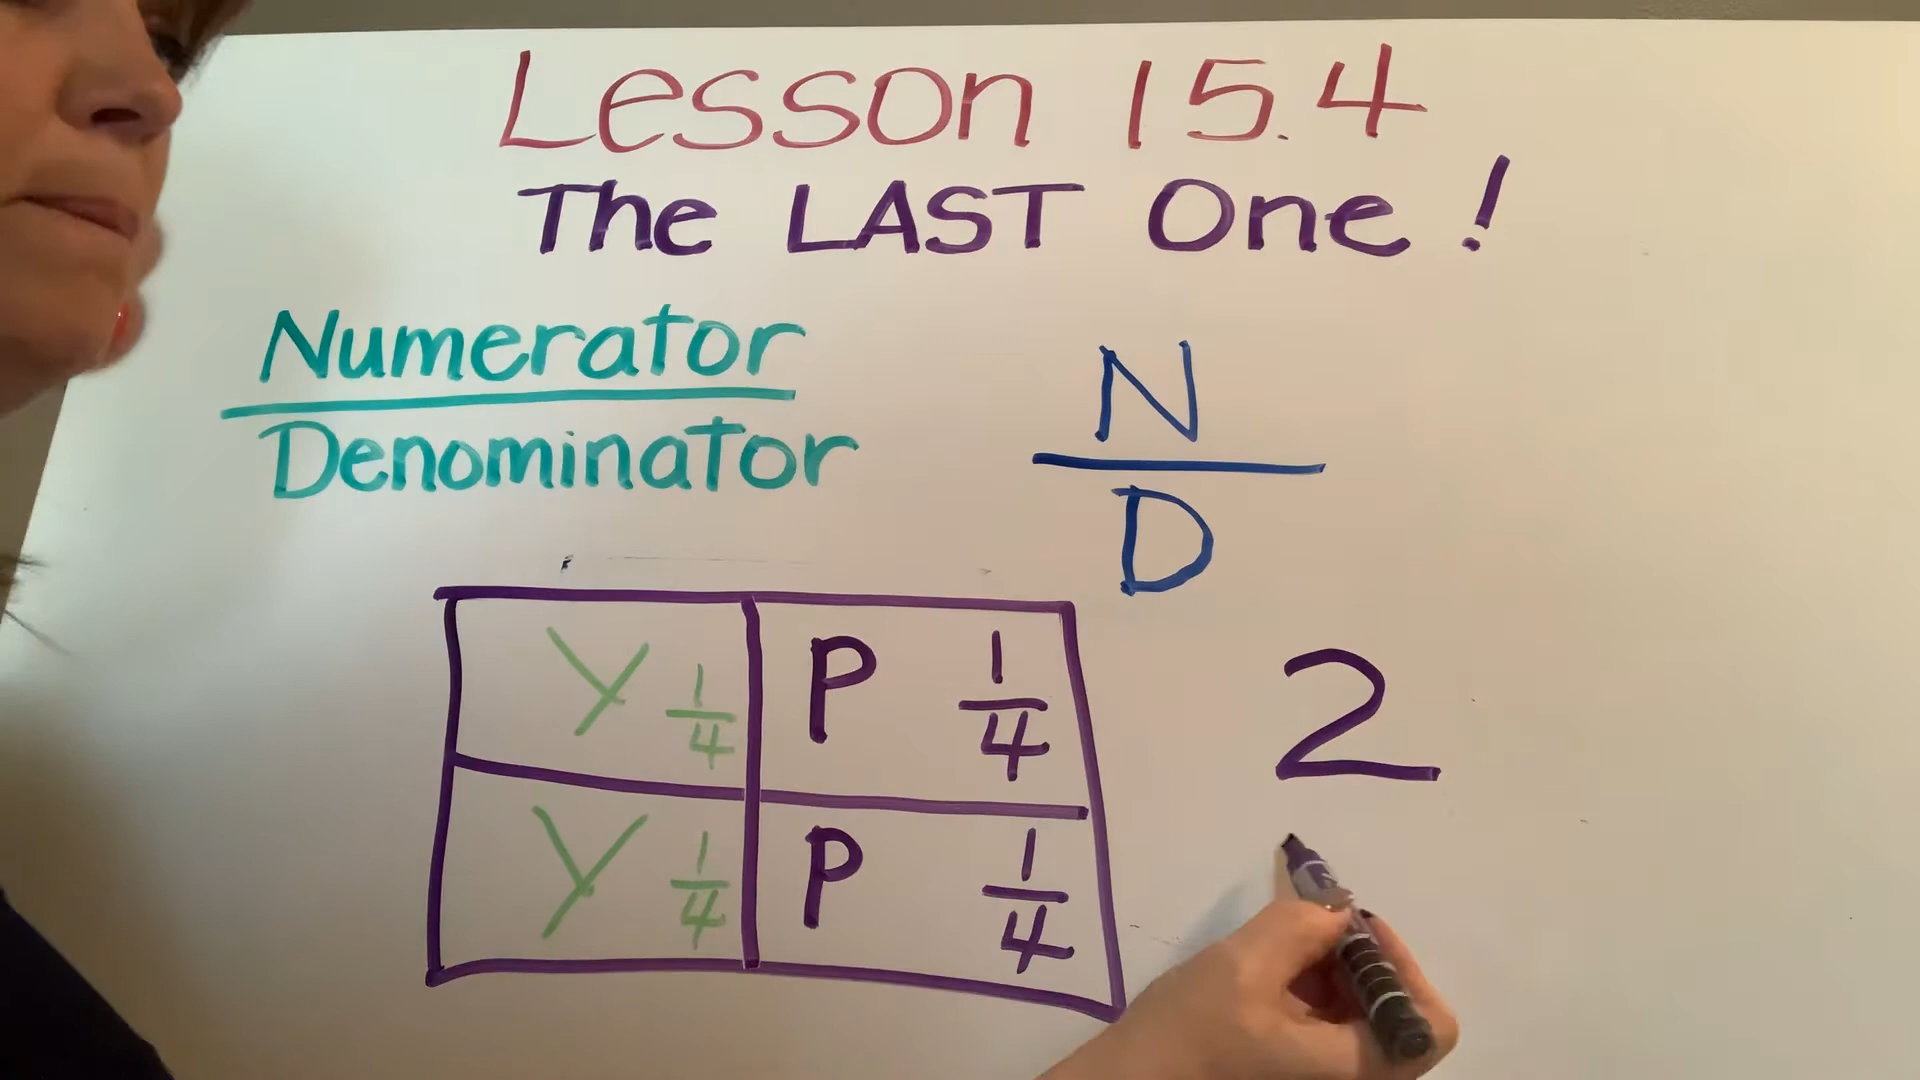 Lesson 15.4
The LAST One!
Numerator
Denominator
N
D
Y 1/4 P 1/4
Y 1/4 P 1/4
2